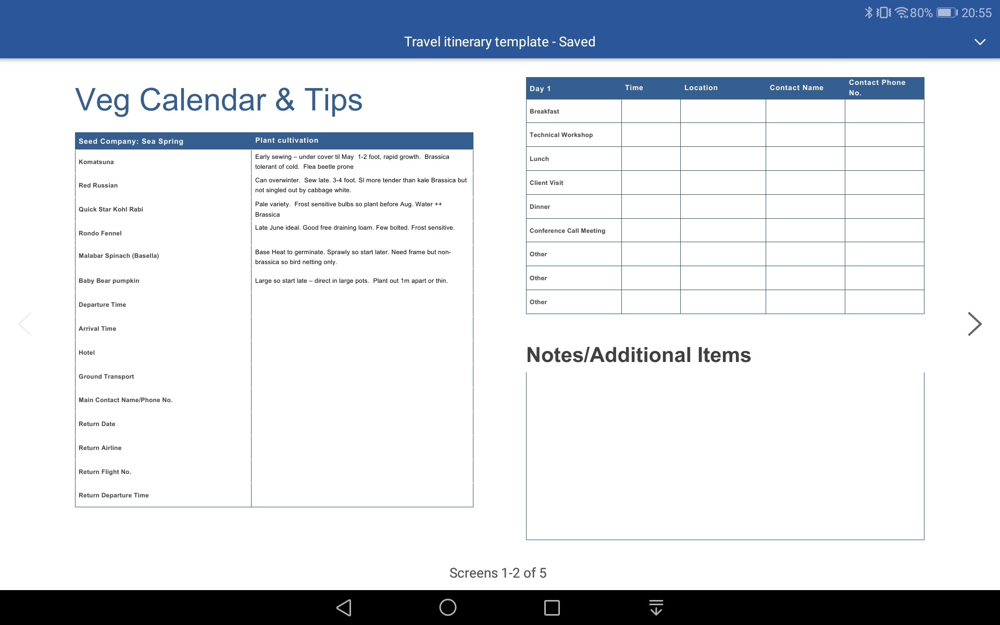 80% 20:55
Travel itinerary template - Saved
Veg Calendar & Tips
Seed Company: Sea Spring Plant cultivation
Komatsuna
Early sewing – under cover til May 1-2 foot, rapid growth. Brassica
tolerant of cold. Flea beetle prone
Red Russian
Can overwinter. Sew late. 3-4 foot. Sl more tender than kale Brassica but
not singled out by cabbage white.
Quick Star Kohl Rabi
Pale variety. Frost sensitive bulbs so plant before Aug. Water ++
Brassica
Rondo Fennel
Late June ideal. Good free draining loam. Few bolted. Frost sensitive.
Malabar Spinach (Basella)
Base Heat to germinate. Sprawly so start later. Need frame but non-
brassica so bird netting only.
Baby Bear pumpkin
Large so start late – direct in large pots. Plant out 1m apart or thin.
Departure Time
Arrival Time
Hotel
Ground Transport
Main Contact Name/Phone No.
Return Date
Return Airline
Return Flight No.
Return Departure Time
Day 1 Time Location Contact Name Contact Phone
No.
Breakfast
Technical Workshop
Lunch
Client Visit
Dinner
Conference Call Meeting
Other
Other
Other
Notes/Additional Items
Screens 1-2 of 5